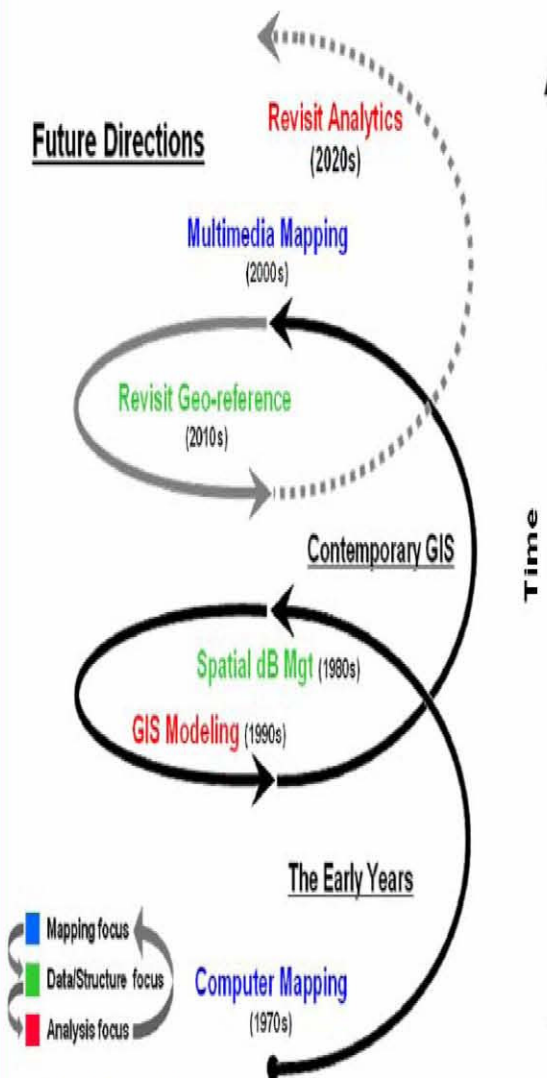 Revisit Analytics
(2020s)
Future Directions
Multimedia Mapping
(2000s)
Revisit Geo-reference
(2010s)
Contemporary GIS
Time
Spatial dB Mgt (1980s)
GIS Modeling (1990s)
The Early Years
Mapping focus
Data/Structure focus
Analysis focus
Computer Mapping
(1970s)